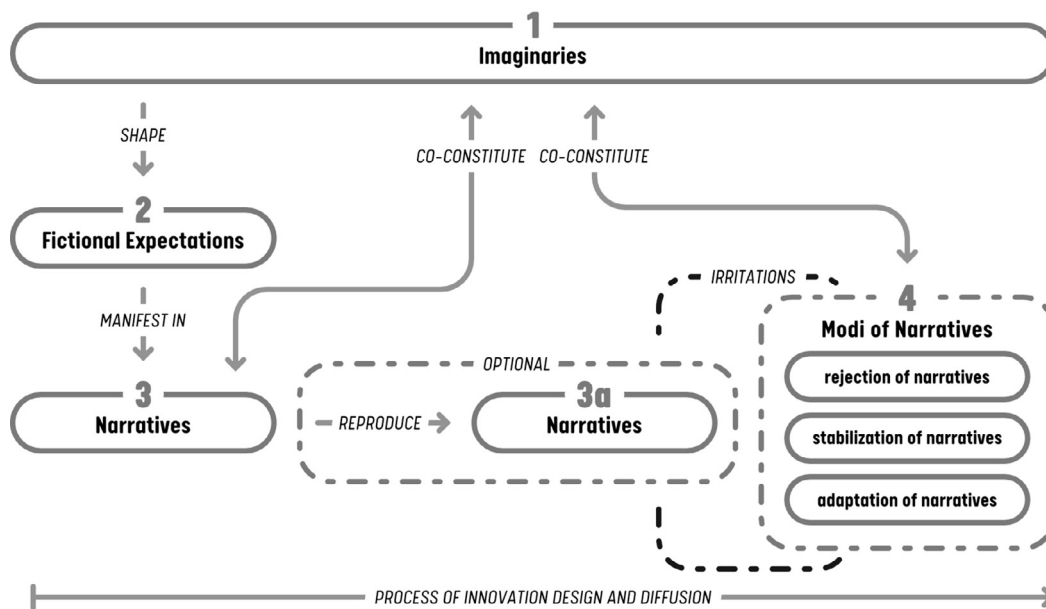 1
Imaginaries
SHAPE
CO-CONSTITUTE
CO-CONSTITUTE
2
Fictional Expectations
IRRITATIONS
4
MANIFEST IN
Modi of Narratives
OPTIONAL
rejection of narratives
3
Narratives
REPRODUCE
3a
Narratives
stabilization of narratives
adaptation of narratives
PROCESS OF INNOVATION DESIGN AND DIFFUSION